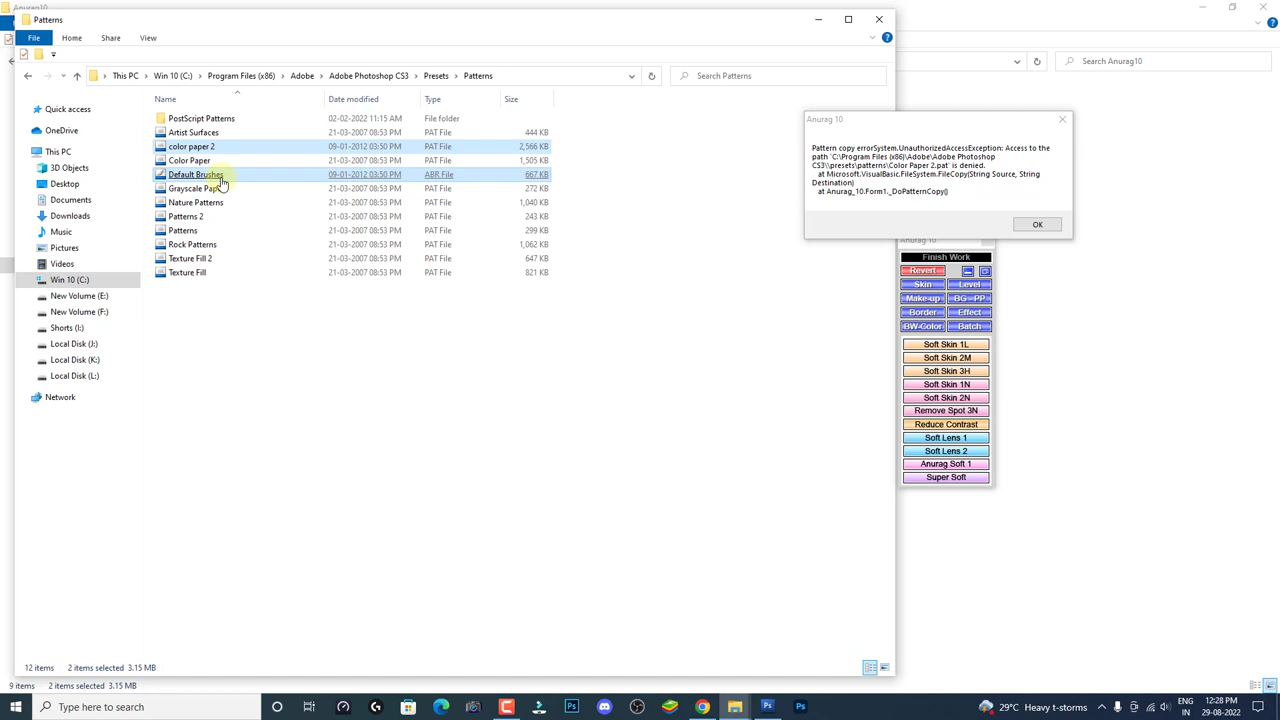 Anurag10
Patterns
File
Home
Share
View
This PC
Win 10 (C:)
Program Files (x86)
Adobe
Adobe Photoshop CS3
Presets
Patterns
Search Patterns
Search Anurag10
Name
Date modified
Type
Size
Quick access
OneDrive
This PC
3D Objects
Desktop
Documents
Downloads
Music
Pictures
Videos
Win 10 (C:)
New Volume (E:)
New Volume (F:)
Shorts (I:)
Local Disk (J:)
Local Disk (K:)
Local Disk (L:)
Network
PostScript Patterns 02-02-2022 11:15 AM File folder
Artist Surfaces 21-03-2007 08:53 PM PAT File 444 KB
color paper 2 09-01-2012 03:50 PM PAT File 2,566 KB
Color Paper 21-03-2007 08:53 PM PAT File 1,505 KB
Default Brushes 09-01-2012 03:50 PM ABR File 667 KB
Grayscale Pap 21-03-2007 08:53 PM PAT File 272 KB
Nature Patterns 21-03-2007 08:53 PM PAT File 1,040 KB
Patterns 2 21-03-2007 08:53 PM PAT File 243 KB
Patterns 21-03-2007 08:53 PM PAT File 299 KB
Rock Patterns 21-03-2007 08:53 PM PAT File 1,062 KB
Texture Fill 2 21-03-2007 08:53 PM PAT File 647 KB
Texture Fill 21-03-2007 08:53 PM PAT File 821 KB
Anurag 10
Pattern copy errorSystem.UnauthorizedAccessException: Access to the
path 'C:\Program Files (x86)\Adobe\Adobe Photoshop
CS3\\presets\patterns\Color Paper 2.pat' is denied.
at Microsoft.VisualBasic.FileSystem.FileCopy(String Source, String
Destination)
at Anurag_10.Form1._DoPatternCopy()
OK
Anurag 10
Finish Work
Revert
Skin
Level
Make-up
BG--PP
Border
Effect
BW-Color
Batch
Soft Skin 1L
Soft Skin 2M
Soft Skin 3H
Soft Skin 1N
Soft Skin 2N
Remove Spot 3N
Reduce Contrast
Soft Lens 1
Soft Lens 2
Anurag Soft 1
Super Soft
12 items
2 items selected 3.15 MB
9 items
2 items selected 3.15 MB
Type here to search
29°C Heavy t-storms
ENG
IN
12:28 PM
29-08-2022